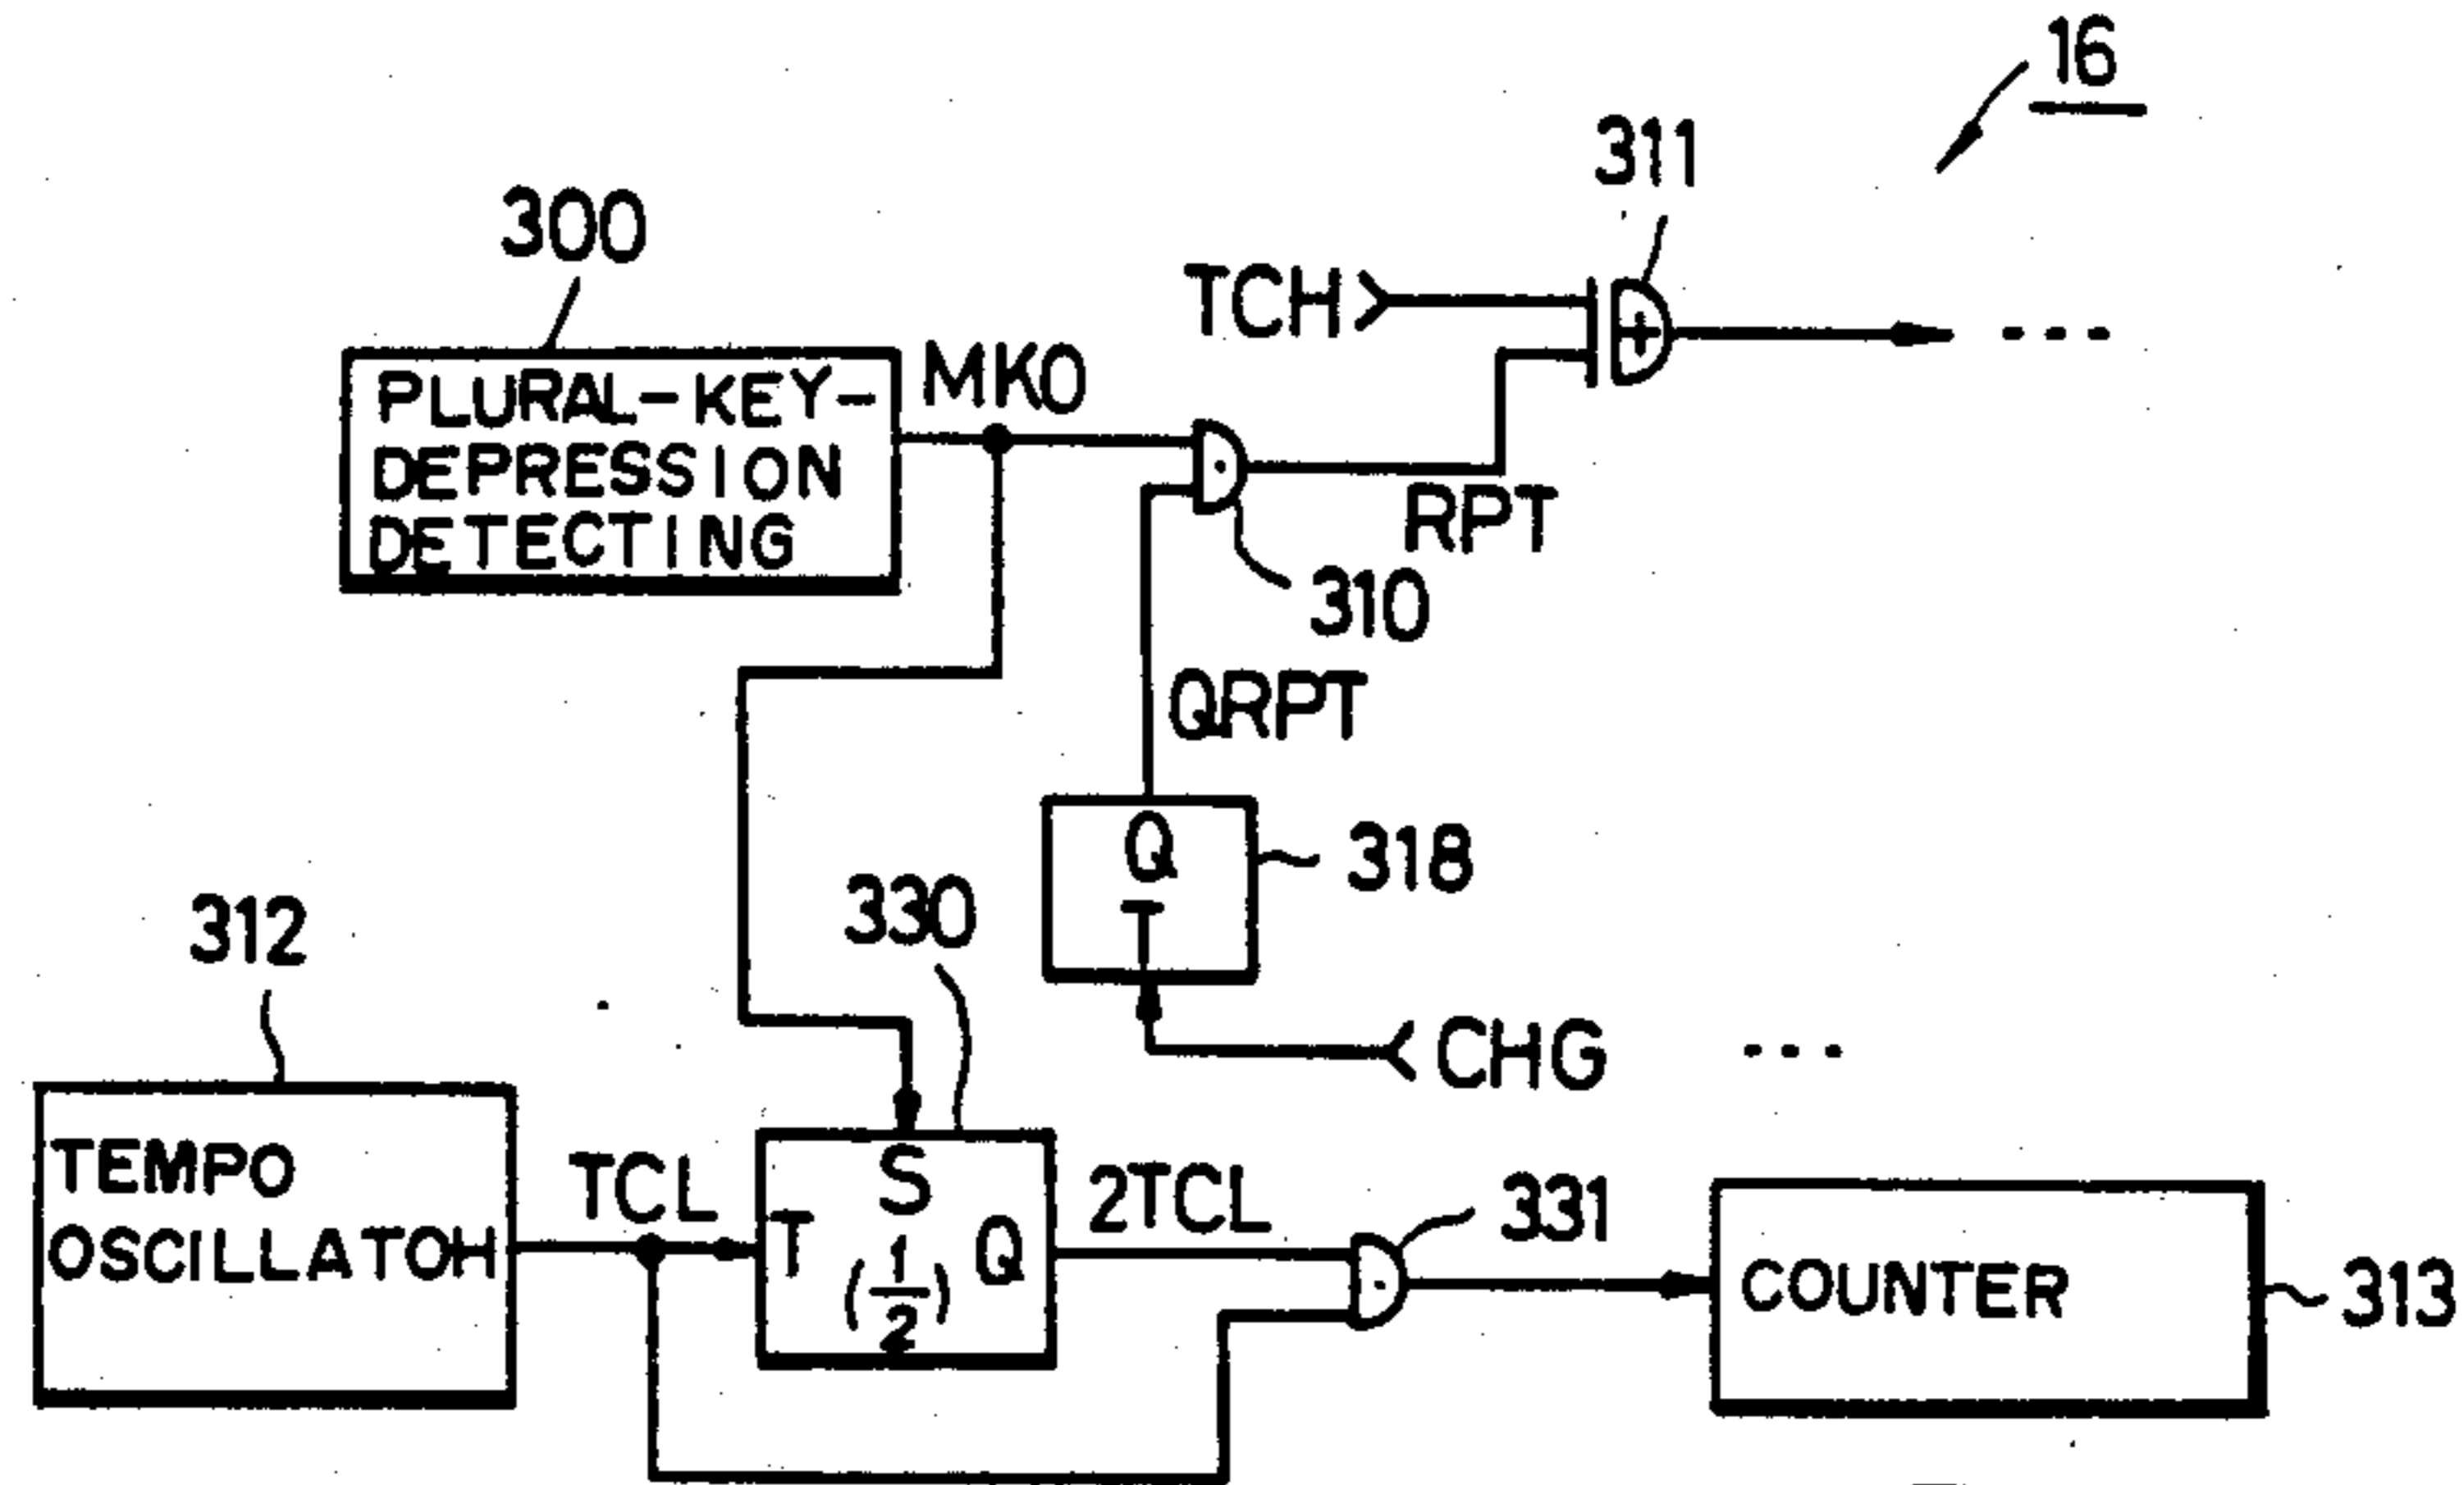 16
311
300
TCH
PLURAL-KEY-
DEPRESSION
DETECTING
MKO
RPT
310
QRPT
Q
T
318
312
330
CHG
...
TEMPO
OSCILLATOH
TCL
S
T
Q
(1/2)
2TCL
331
COUNTER
313